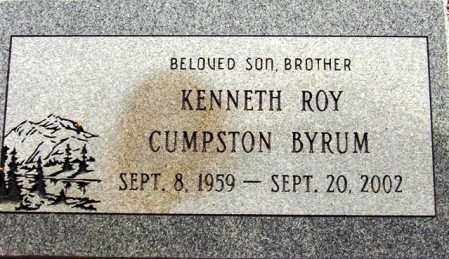 BELOVED SON, BROTHER
KENNETH ROY
CUMPSTON BYRUM
SEPT. 8, 1959 — SEPT. 20, 2002